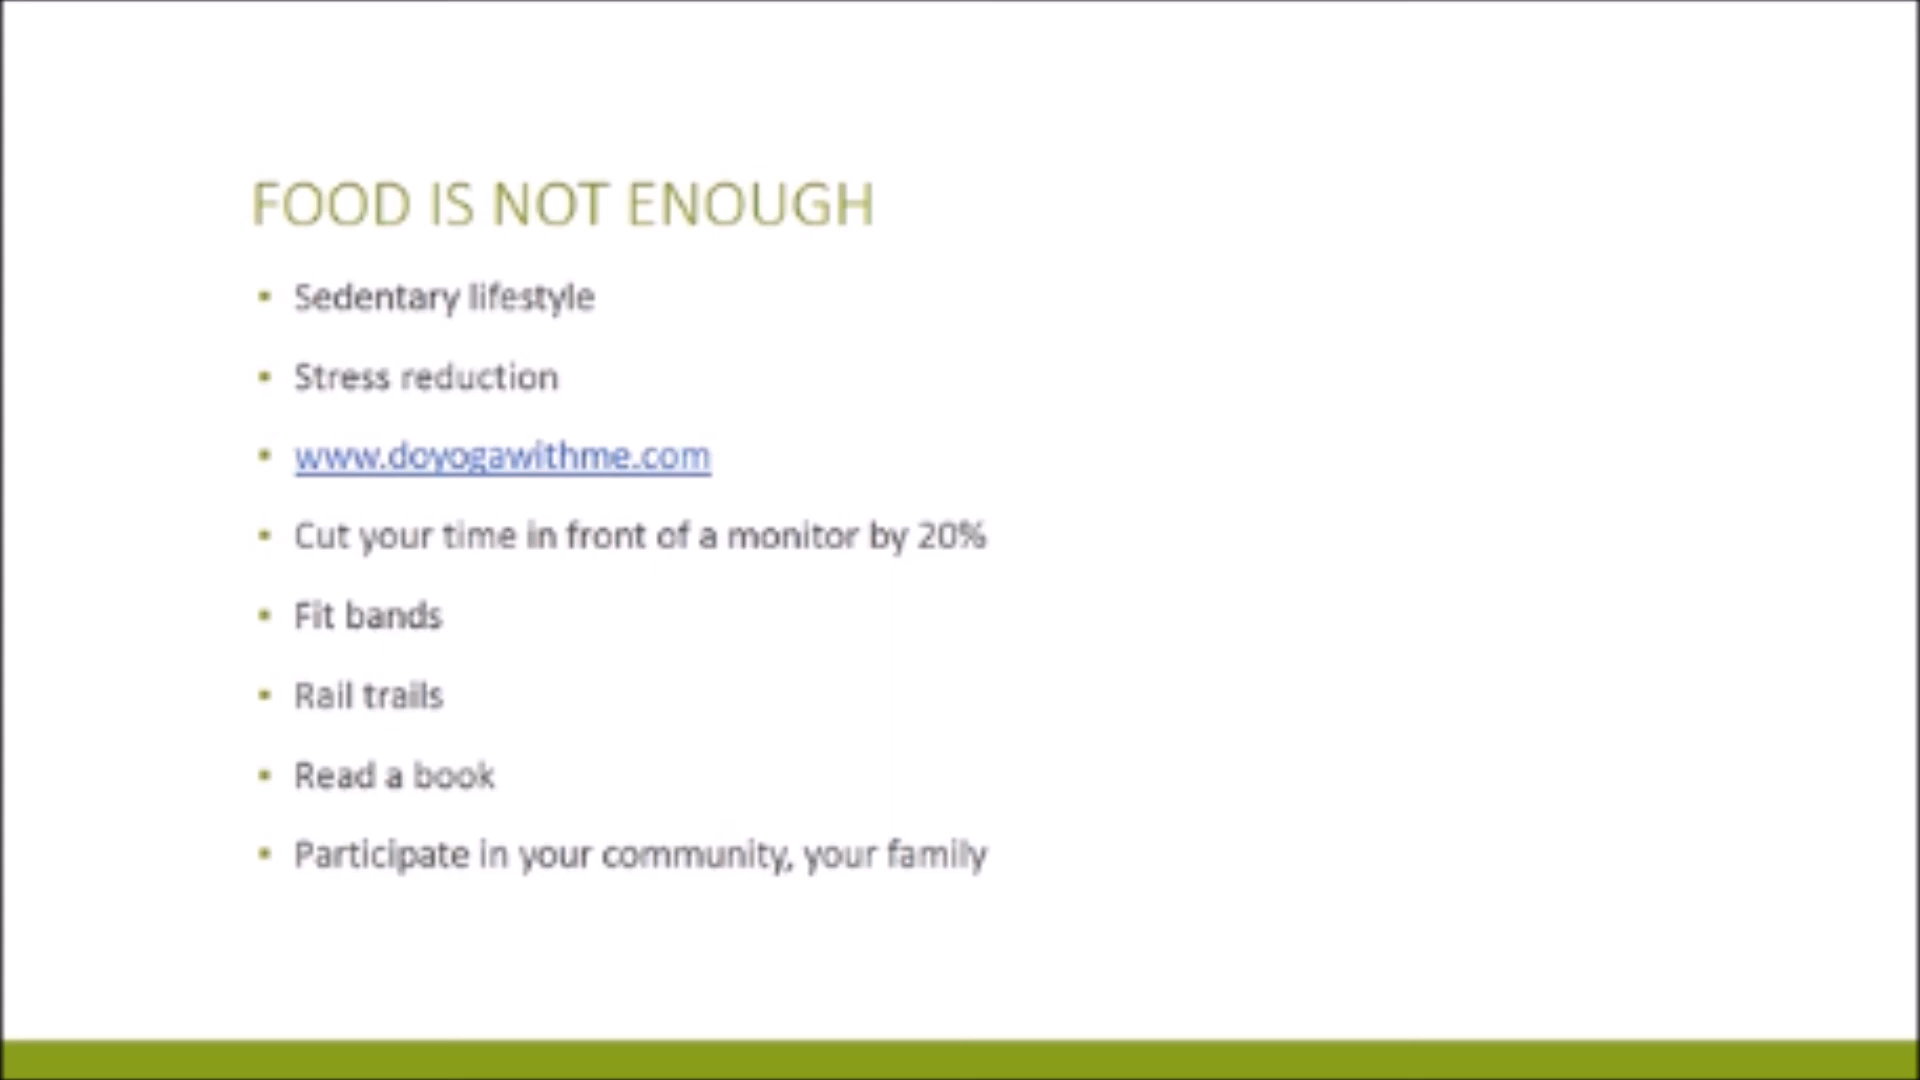 FOOD IS NOT ENOUGH
▪ Sedentary lifestyle
▪ Stress reduction
▪ www.doyogawithme.com
▪ Cut your time in front of a monitor by 20%
▪ Fit bands
▪ Rail trails
▪ Read a book
▪ Participate in your community, your family